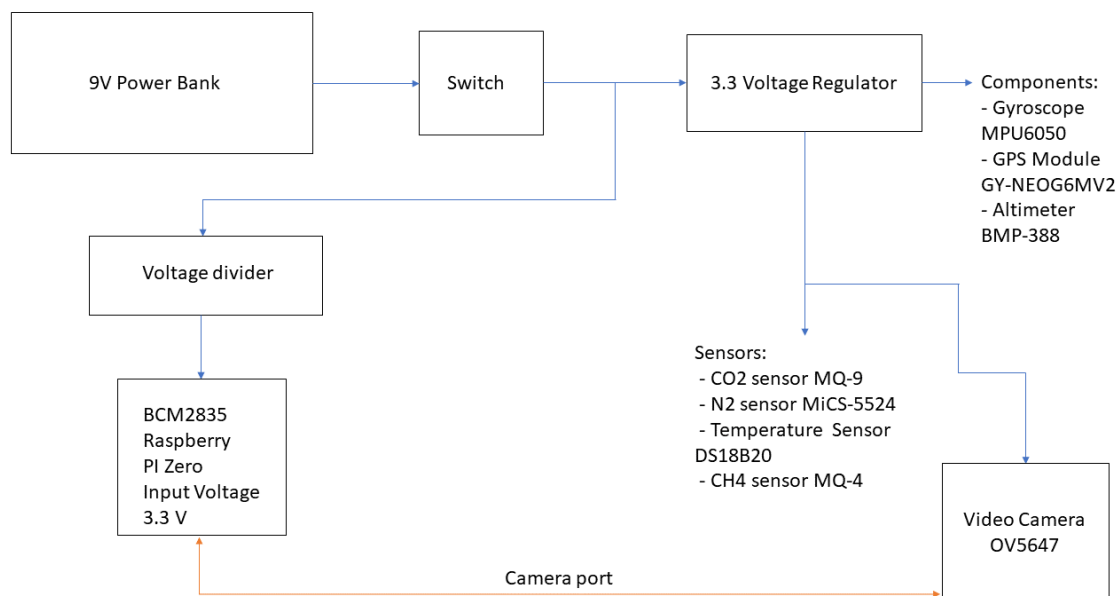 9V Power Bank
Switch
3.3 Voltage Regulator
Components:
- Gyroscope
MPU6050
- GPS Module
GY-NEOG6MV2
- Altimeter
BMP-388
Voltage divider
BCM2835
Raspberry
PI Zero
Input Voltage
3.3 V
Sensors:
- CO2 sensor MQ-9
- N2 sensor MiCS-5524
- Temperature Sensor
DS18B20
- CH4 sensor MQ-4
Video Camera
OV5647
Camera port